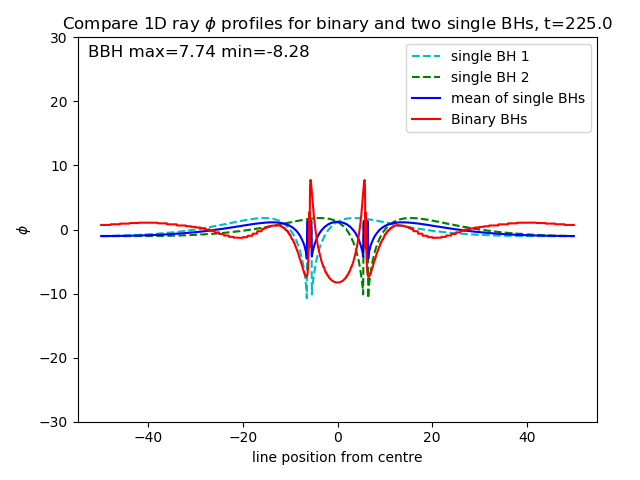 Compare 1D ray ϕ profiles for binary and two single BHs, t=225.0
BBH max=7.74 min=-8.28
single BH 1
single BH 2
mean of single BHs
Binary BHs
30
20
10
0
−10
−20
−30
ϕ
−40
−20
0
20
40
line position from centre